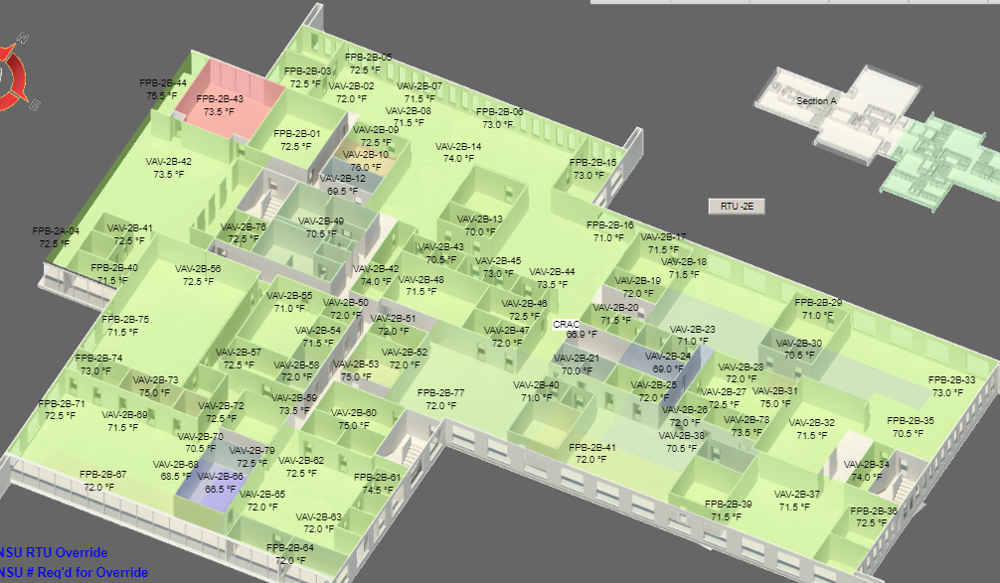 N
E
Section A
RTU -2E
FPB-2B-05
72.5 °F
FPB-2B-03
72.5 °F
FPB-2B-44
75.5 °F
FPB-2B-43
73.5 °F
VAV-2B-02
72.0 °F
VAV-2B-07
71.5 °F
VAV-2B-08
71.5 °F
FPB-2B-06
73.0 °F
FPB-2B-01
72.5 °F
VAV-2B-09
72.5 °F
VAV-2B-10
76.0 °F
VAV-2B-14
74.0 °F
VAV-2B-42
73.5 °F
VAV-2B-12
69.5 °F
FPB-2B-15
73.0 °F
FPB-2A-04
72.5 °F
VAV-2B-41
72.5 °F
VAV-2B-76
72.5 °F
VAV-2B-49
70.5 °F
VAV-2B-13
70.0 °F
FPB-2B-16
71.0 °F
VAV-2B-17
71.5 °F
VAV-2B-43
70.5 °F
FPB-2B-40
71.5 °F
VAV-2B-56
72.5 °F
VAV-2B-42
74.0 °F
VAV-2B-48
71.5 °F
VAV-2B-45
73.0 °F
VAV-2B-44
73.5 °F
VAV-2B-18
71.5 °F
VAV-2B-19
72.0 °F
VAV-2B-55
71.0 °F
VAV-2B-50
72.0 °F
VAV-2B-46
72.5 °F
VAV-2B-20
71.5 °F
FPB-2B-29
71.0 °F
FPB-2B-75
71.5 °F
VAV-2B-54
71.5 °F
VAV-2B-51
72.0 °F
VAV-2B-47
72.0 °F
CRAC
66.9 °F
VAV-2B-23
71.0 °F
VAV-2B-30
70.5 °F
FPB-2B-74
73.0 °F
VAV-2B-57
72.5 °F
VAV-2B-58
72.0 °F
VAV-2B-53
75.0 °F
VAV-2B-52
72.0 °F
VAV-2B-21
70.0 °F
VAV-2B-24
69.0 °F
VAV-2B-28
72.0 °F
VAV-2B-73
75.0 °F
FPB-2B-77
72.0 °F
VAV-2B-40
71.0 °F
VAV-2B-25
72.0 °F
VAV-2B-27
72.5 °F
VAV-2B-31
75.0 °F
FPB-2B-33
73.0 °F
FPB-2B-71
72.5 °F
VAV-2B-69
71.5 °F
VAV-2B-72
72.5 °F
VAV-2B-59
73.5 °F
VAV-2B-60
75.0 °F
VAV-2B-26
72.0 °F
VAV-2B-78
73.5 °F
VAV-2B-32
71.5 °F
FPB-2B-35
70.5 °F
VAV-2B-70
70.5 °F
VAV-2B-79
72.5 °F
VAV-2B-62
72.5 °F
FPB-2B-41
72.0 °F
VAV-2B-38
70.5 °F
VAV-2B-68
68.5 °F
VAV-2B-34
74.0 °F
FPB-2B-67
72.0 °F
VAV-2B-66
66.5 °F
FPB-2B-61
74.5 °F
VAV-2B-65
72.0 °F
VAV-2B-37
71.5 °F
FPB-2B-39
71.5 °F
FPB-2B-36
72.5 °F
VAV-2B-63
72.0 °F
FPB-2B-64
72.0 °F
NSU RTU Override
NSU # Req'd for Override